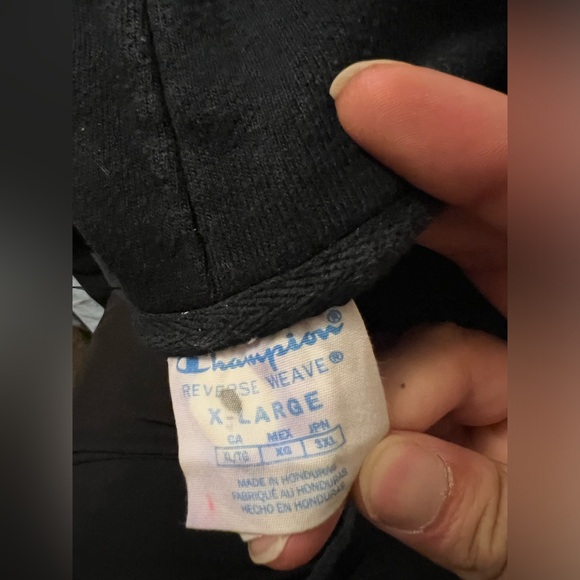 Champion®
REVERSE WEAVE®
X-LARGE
CA MEX JPN
XL/TG XG 3XL
MADE IN HONDURAS
FABRIQUÉ AU HONDURAS
HECHO EN HONDURAS